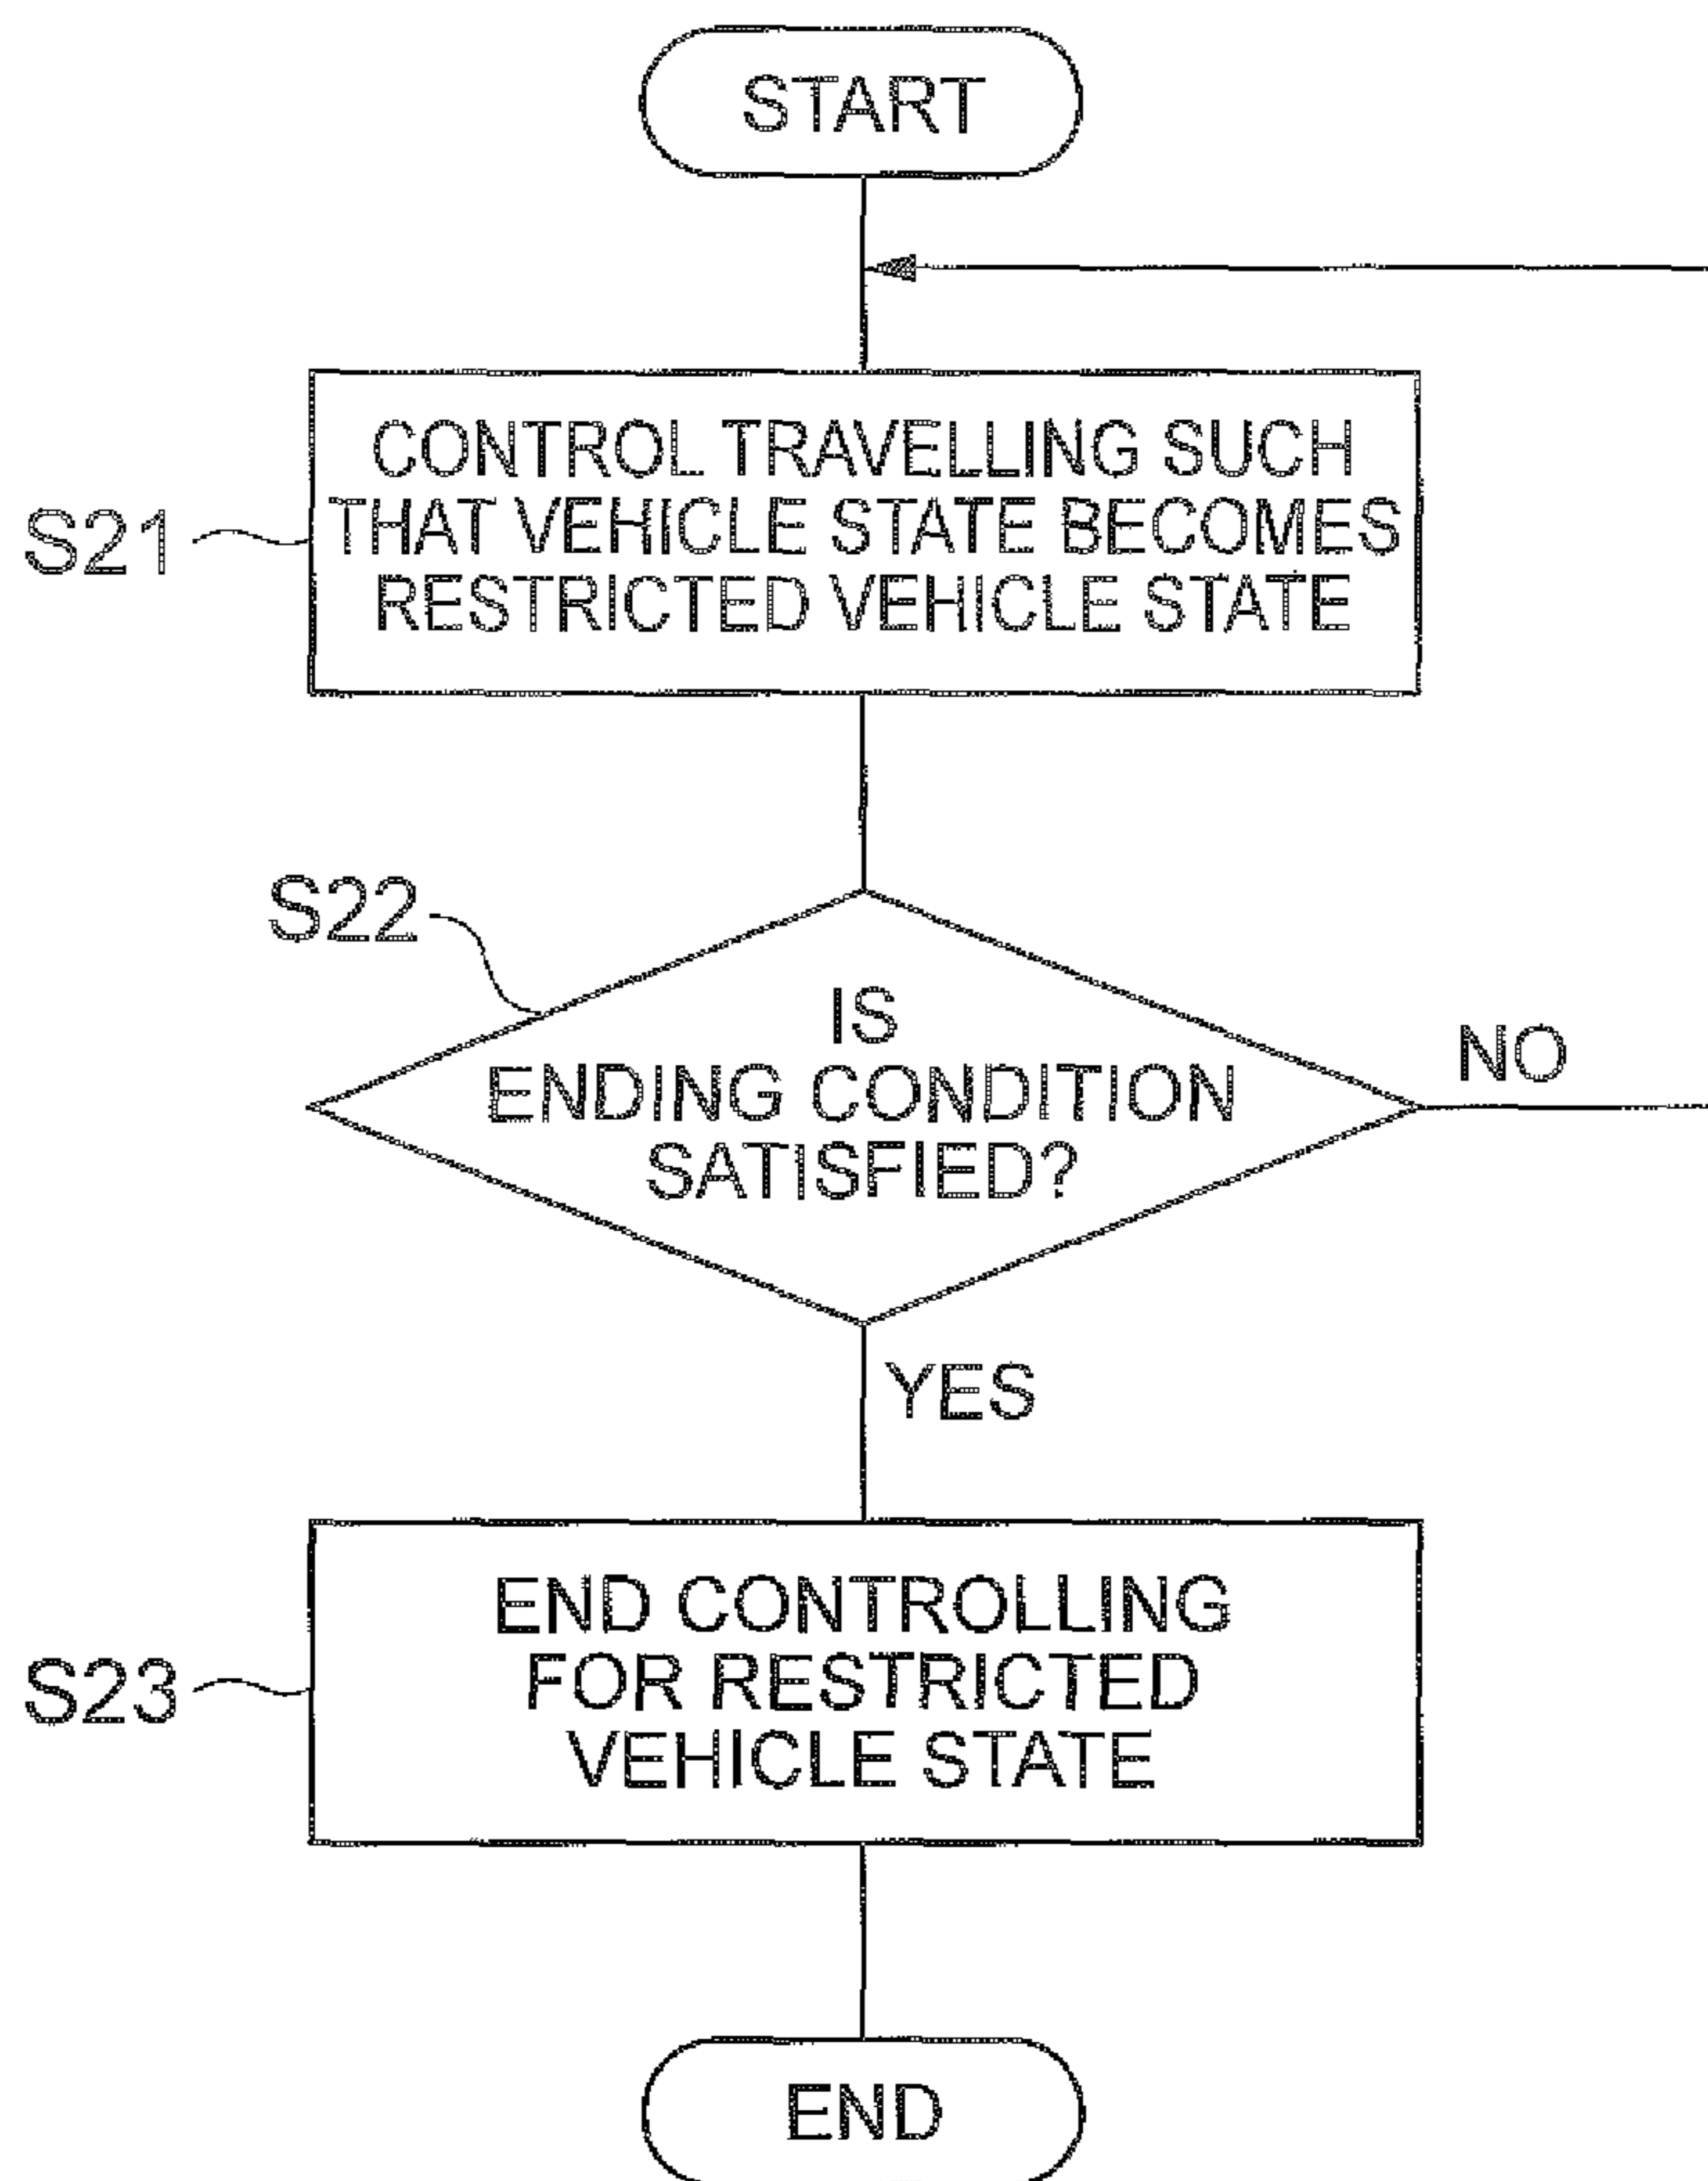 START
CONTROL TRAVELLING SUCH
THAT VEHICLE STATE BECOMES
RESTRICTED VEHICLE STATE
S21
S22
IS
ENDING CONDITION
SATISFIED?
NO
YES
END CONTROLLING
FOR RESTRICTED
VEHICLE STATE
S23
END